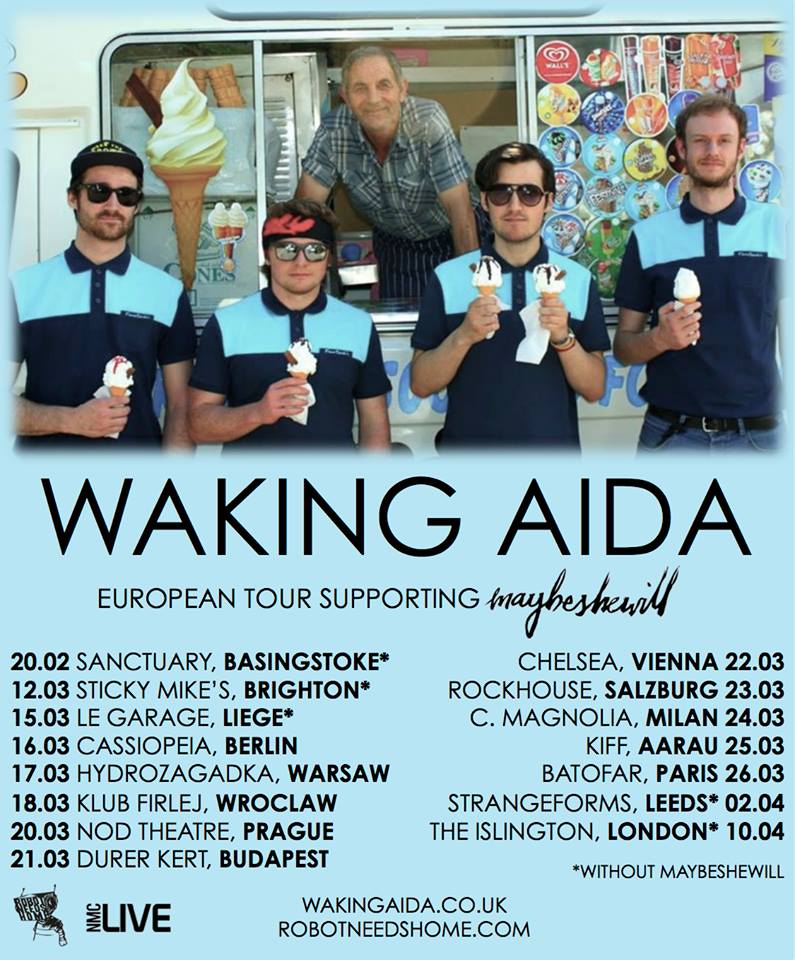 WALL'S
CONES
WAKING AIDA
EUROPEAN TOUR SUPPORTING maybeshewill
20.02 SANCTUARY, BASINGSTOKE*
12.03 STICKY MIKE'S, BRIGHTON*
15.03 LE GARAGE, LIEGE*
16.03 CASSIOPEIA, BERLIN
17.03 HYDROZAGADKA, WARSAW
18.03 KLUB FIRLEJ, WROCLAW
20.03 NOD THEATRE, PRAGUE
21.03 DURER KERT, BUDAPEST
CHELSEA, VIENNA 22.03
ROCKHOUSE, SALZBURG 23.03
C. MAGNOLIA, MILAN 24.03
KIFF, AARAU 25.03
BATOFAR, PARIS 26.03
STRANGEFORMS, LEEDS* 02.04
THE ISLINGTON, LONDON* 10.04
*WITHOUT MAYBESHEWILL
ROBOT
NEEDS
HOME
NMC LIVE
WAKINGAIDA.CO.UK
ROBOTNEEDSHOME.COM